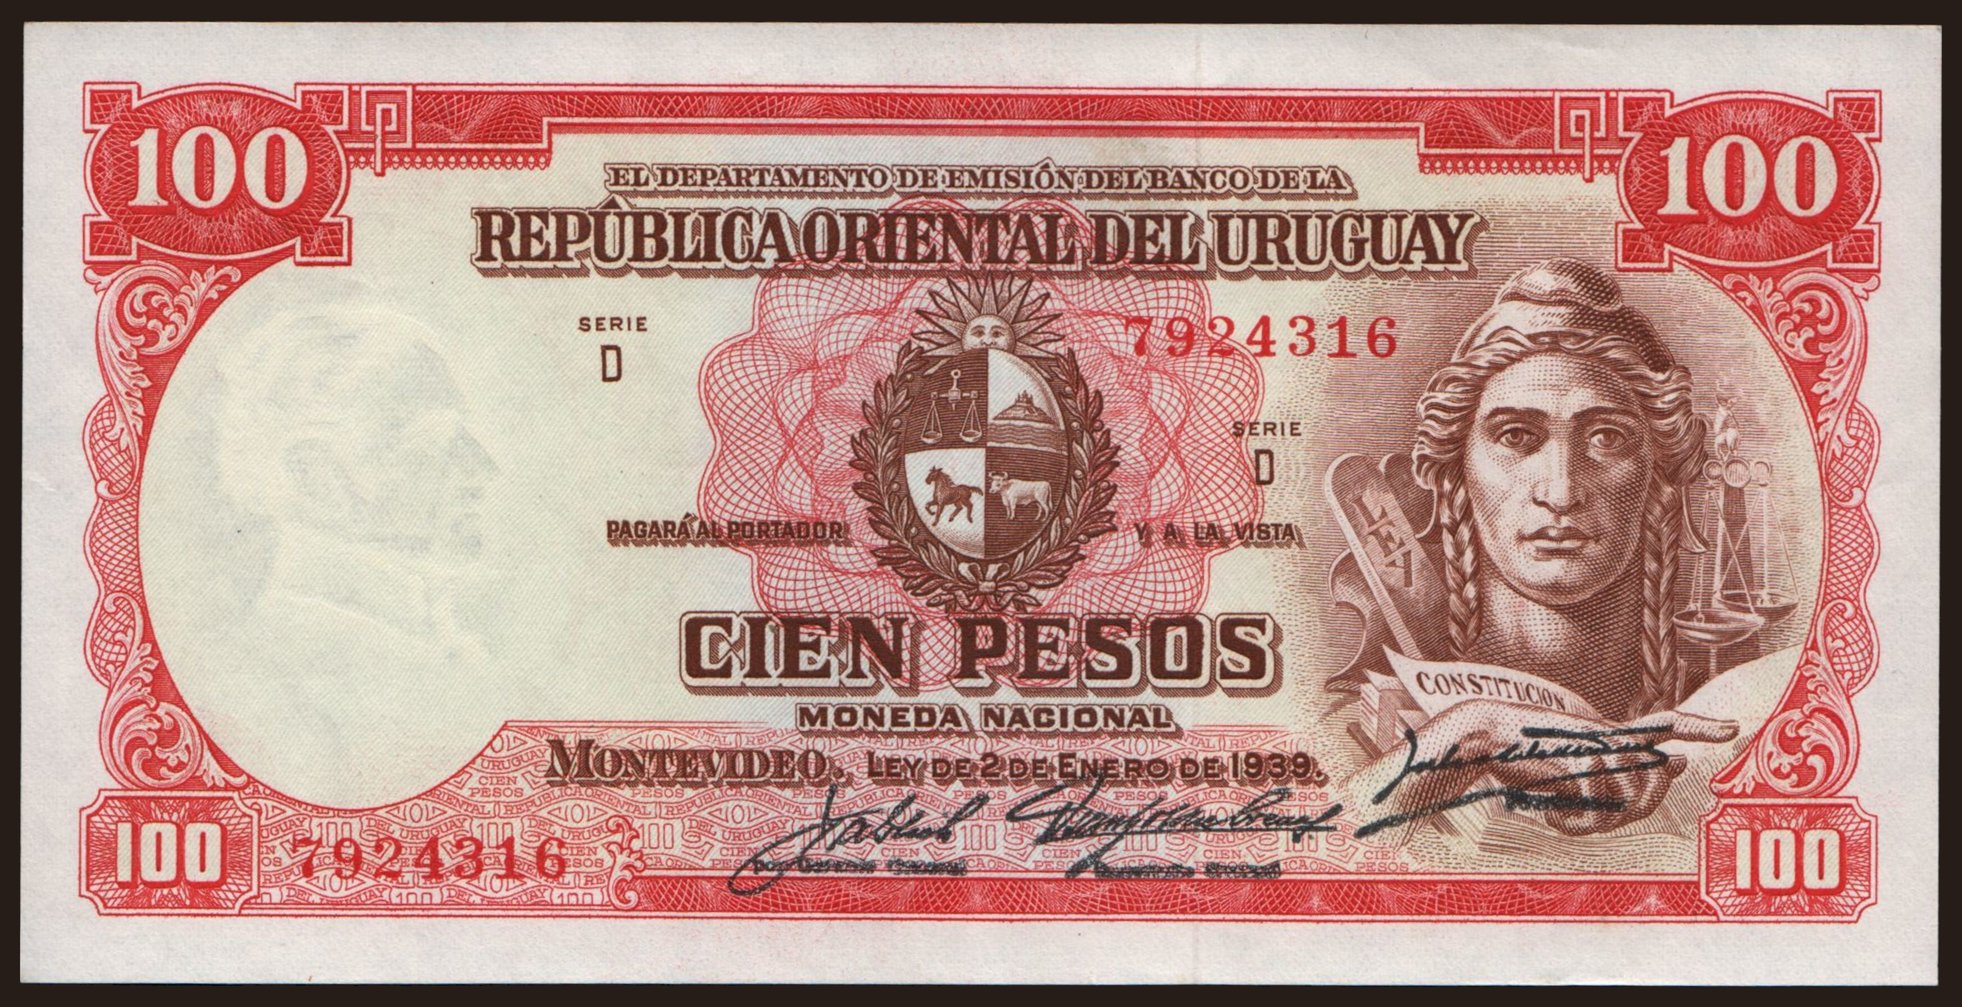 100
100
EL DEPARTAMENTO DE EMISIÓN DEL BANCO DE LA
REPÚBLICA ORIENTAL DEL URUGUAY
SERIE
D
7924316
SERIE
D
PAGARÁ AL PORTADOR Y A LA VISTA
CIEN PESOS
CONSTITUCION
MONEDA NACIONAL
MONTEVIDEO. LEY DE 2 DE ENERO DE 1939.
100
7924316
100